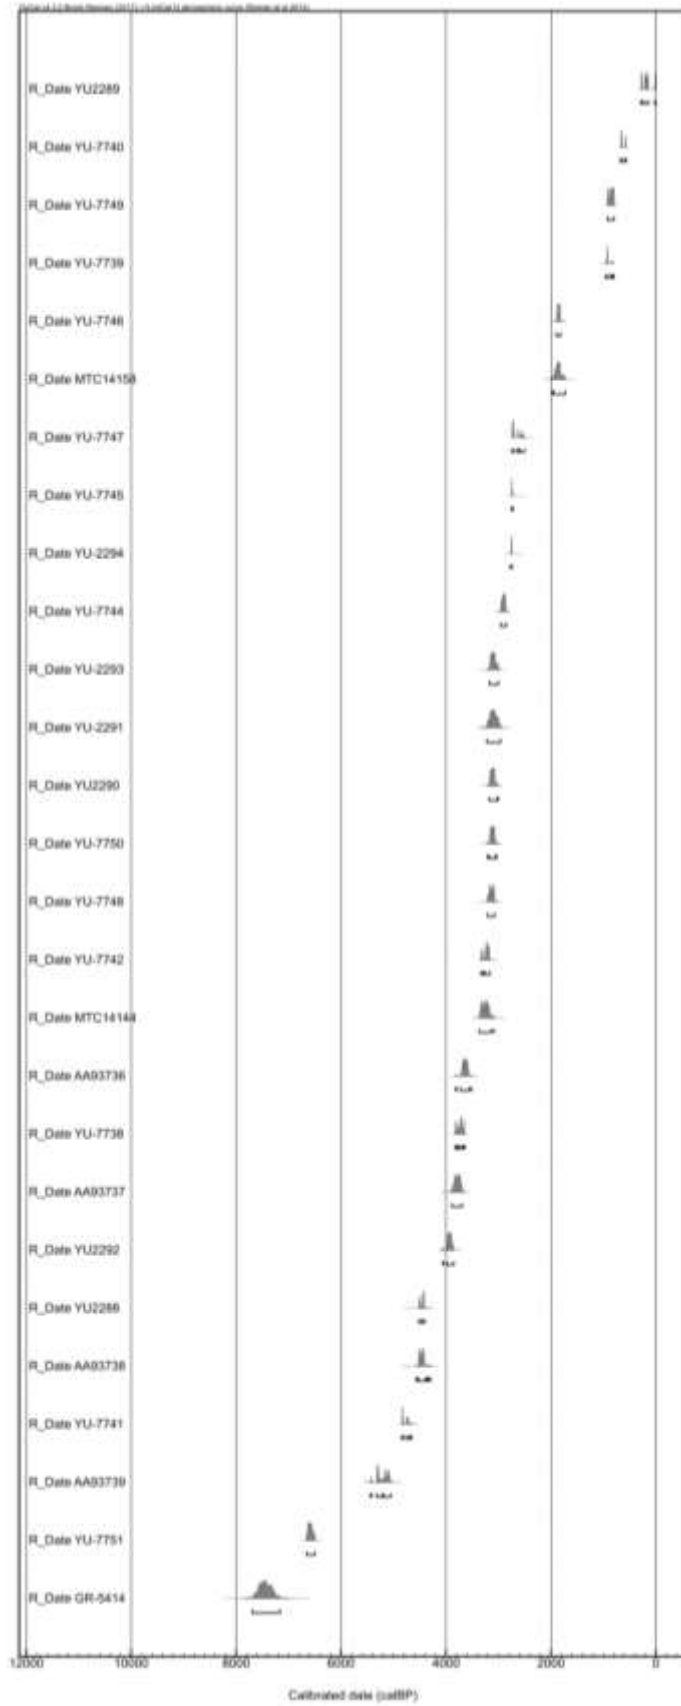 R_Date YU2289
R_Date YU-7740
R_Date YU-7749
R_Date YU-7739
R_Date YU-7746
R_Date MTC14158
R_Date YU-7747
R_Date YU-7745
R_Date YU-2294
R_Date YU-7744
R_Date YU-2293
R_Date YU-2291
R_Date YU2290
R_Date YU-7750
R_Date YU-7748
R_Date YU-7742
R_Date MTC14144
R_Date AA93736
R_Date YU-7738
R_Date AA93737
R_Date YU2292
R_Date YU2288
R_Date AA93738
R_Date YU-7741
R_Date AA93739
R_Date YU-7751
R_Date GR-5414
12000 10000 8000 6000 4000 2000 0
Calibrated date (calBP)